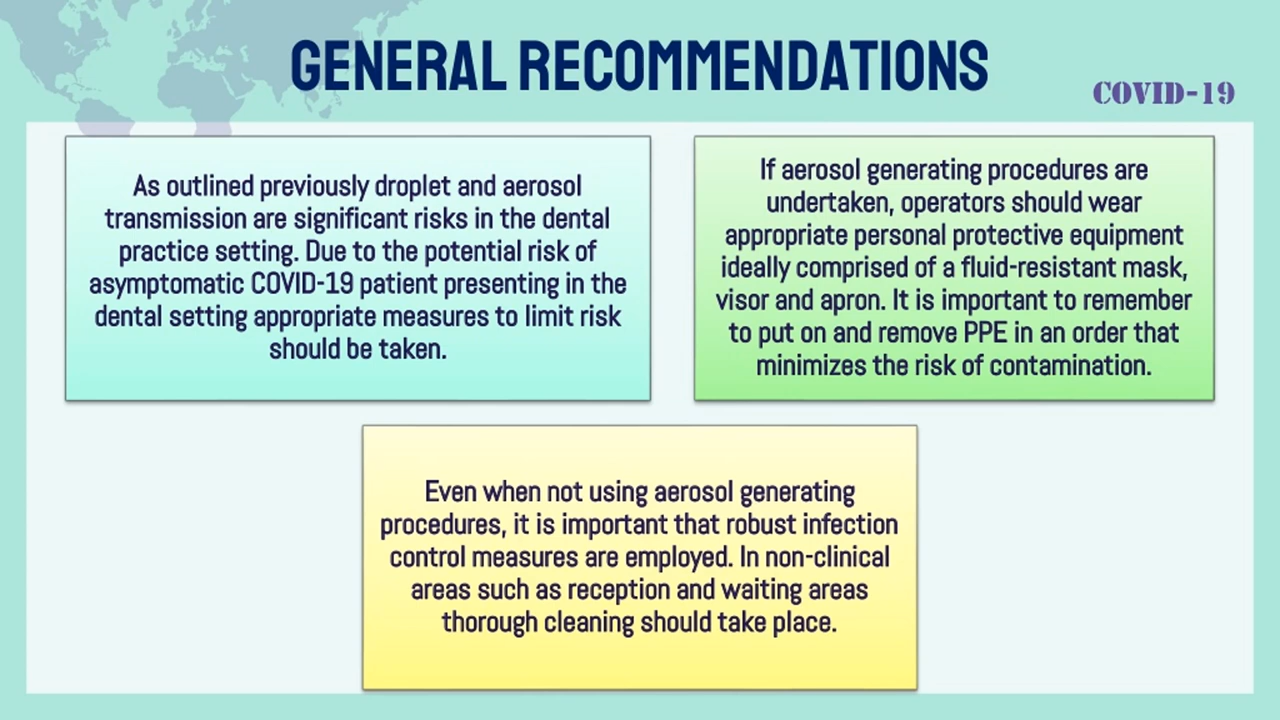 GENERAL RECOMMENDATIONS
COVID-19
As outlined previously droplet and aerosol
transmission are significant risks in the dental
practice setting. Due to the potential risk of
asymptomatic COVID-19 patient presenting in the
dental setting appropriate measures to limit risk
should be taken.
If aerosol generating procedures are
undertaken, operators should wear
appropriate personal protective equipment
ideally comprised of a fluid-resistant mask,
visor and apron. It is important to remember
to put on and remove PPE in an order that
minimizes the risk of contamination.
Even when not using aerosol generating
procedures, it is important that robust infection
control measures are employed. In non-clinical
areas such as reception and waiting areas
thorough cleaning should take place.